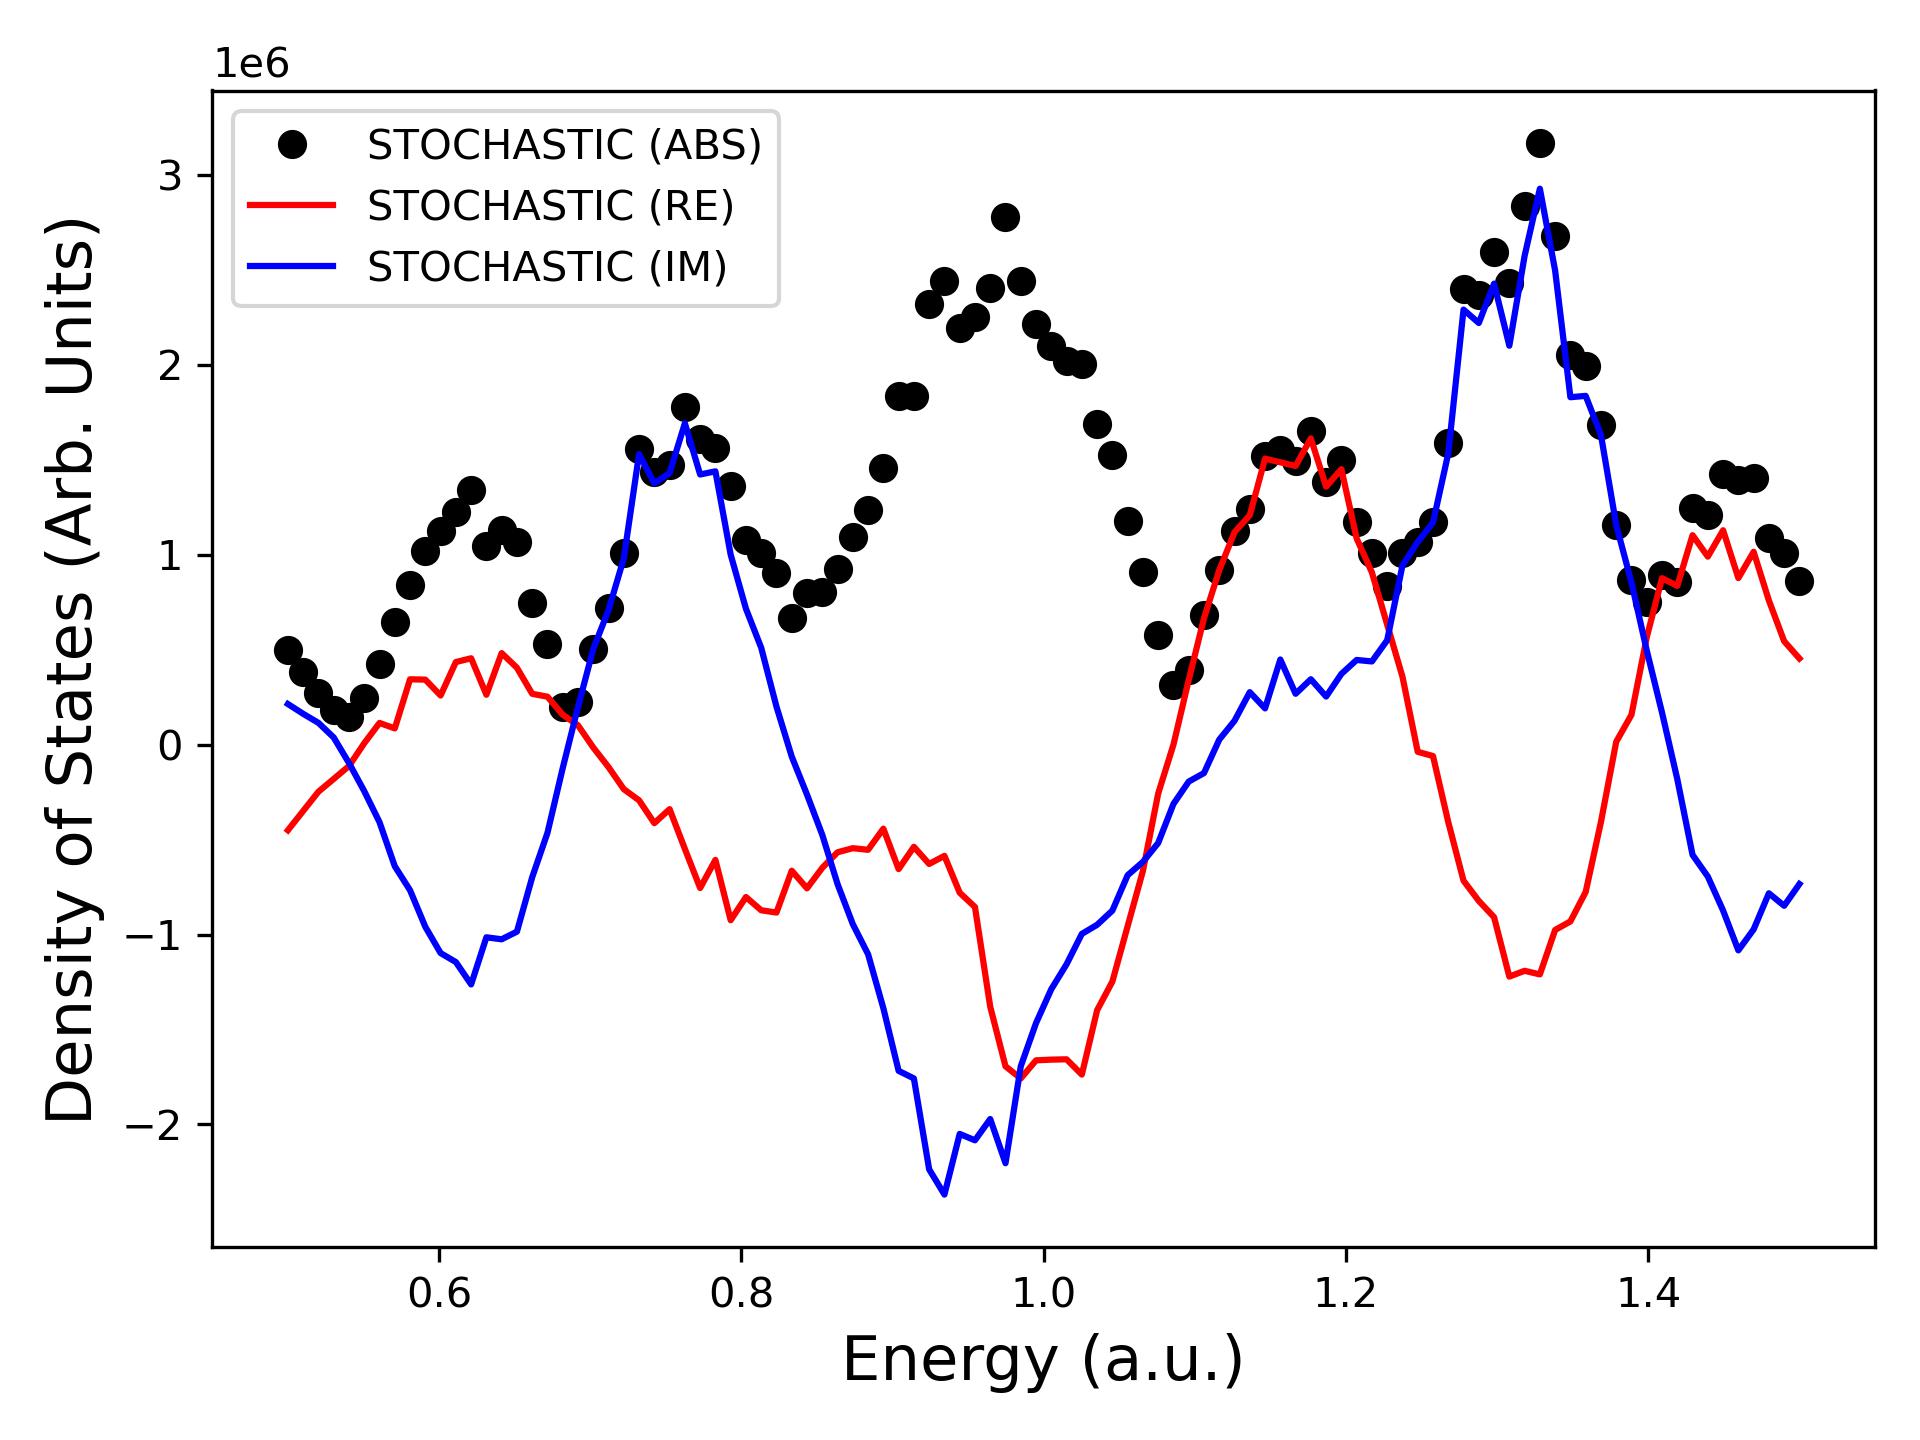 1e6
STOCHASTIC (ABS)
STOCHASTIC (RE)
STOCHASTIC (IM)
Density of States (Arb. Units)
3
2
1
0
−1
−2
0.6 0.8 1.0 1.2 1.4
Energy (a.u.)